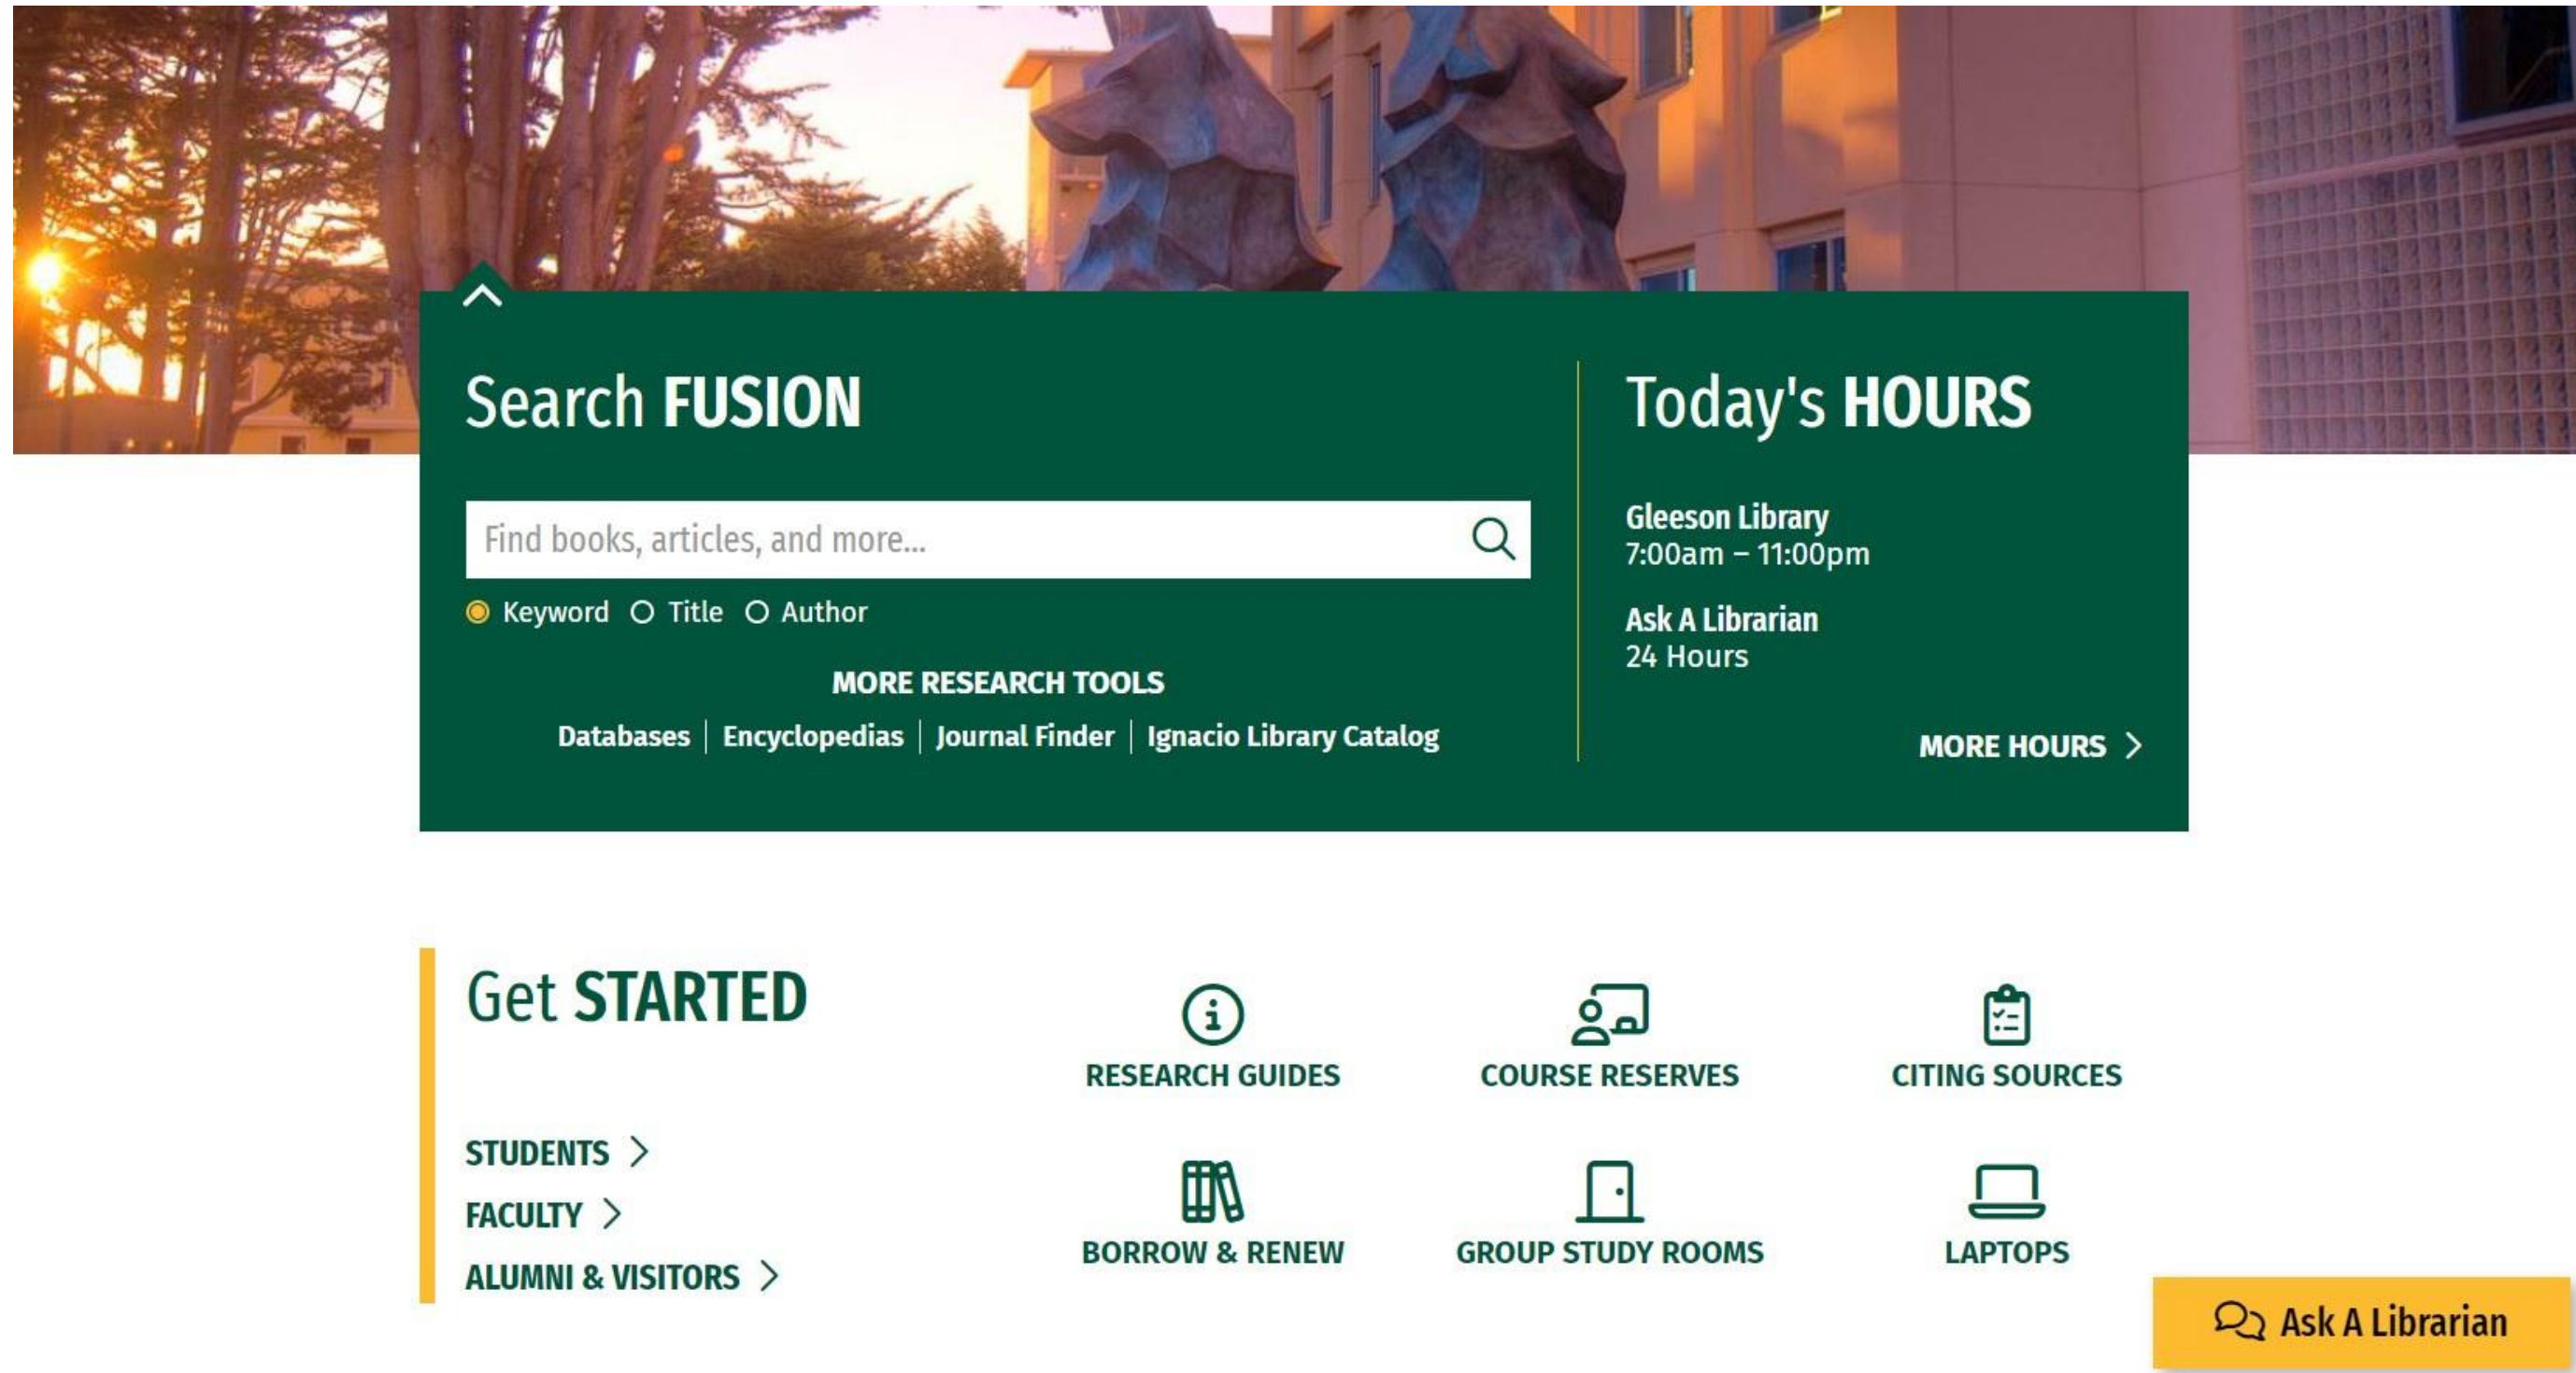 Search FUSION
Find books, articles, and more...
Keyword Title Author
MORE RESEARCH TOOLS
Databases | Encyclopedias | Journal Finder | Ignacio Library Catalog
Today's HOURS
Gleeson Library
7:00am – 11:00pm
Ask A Librarian
24 Hours
MORE HOURS
Get STARTED
STUDENTS
FACULTY
ALUMNI & VISITORS
RESEARCH GUIDES
COURSE RESERVES
CITING SOURCES
BORROW & RENEW
GROUP STUDY ROOMS
LAPTOPS
Ask A Librarian